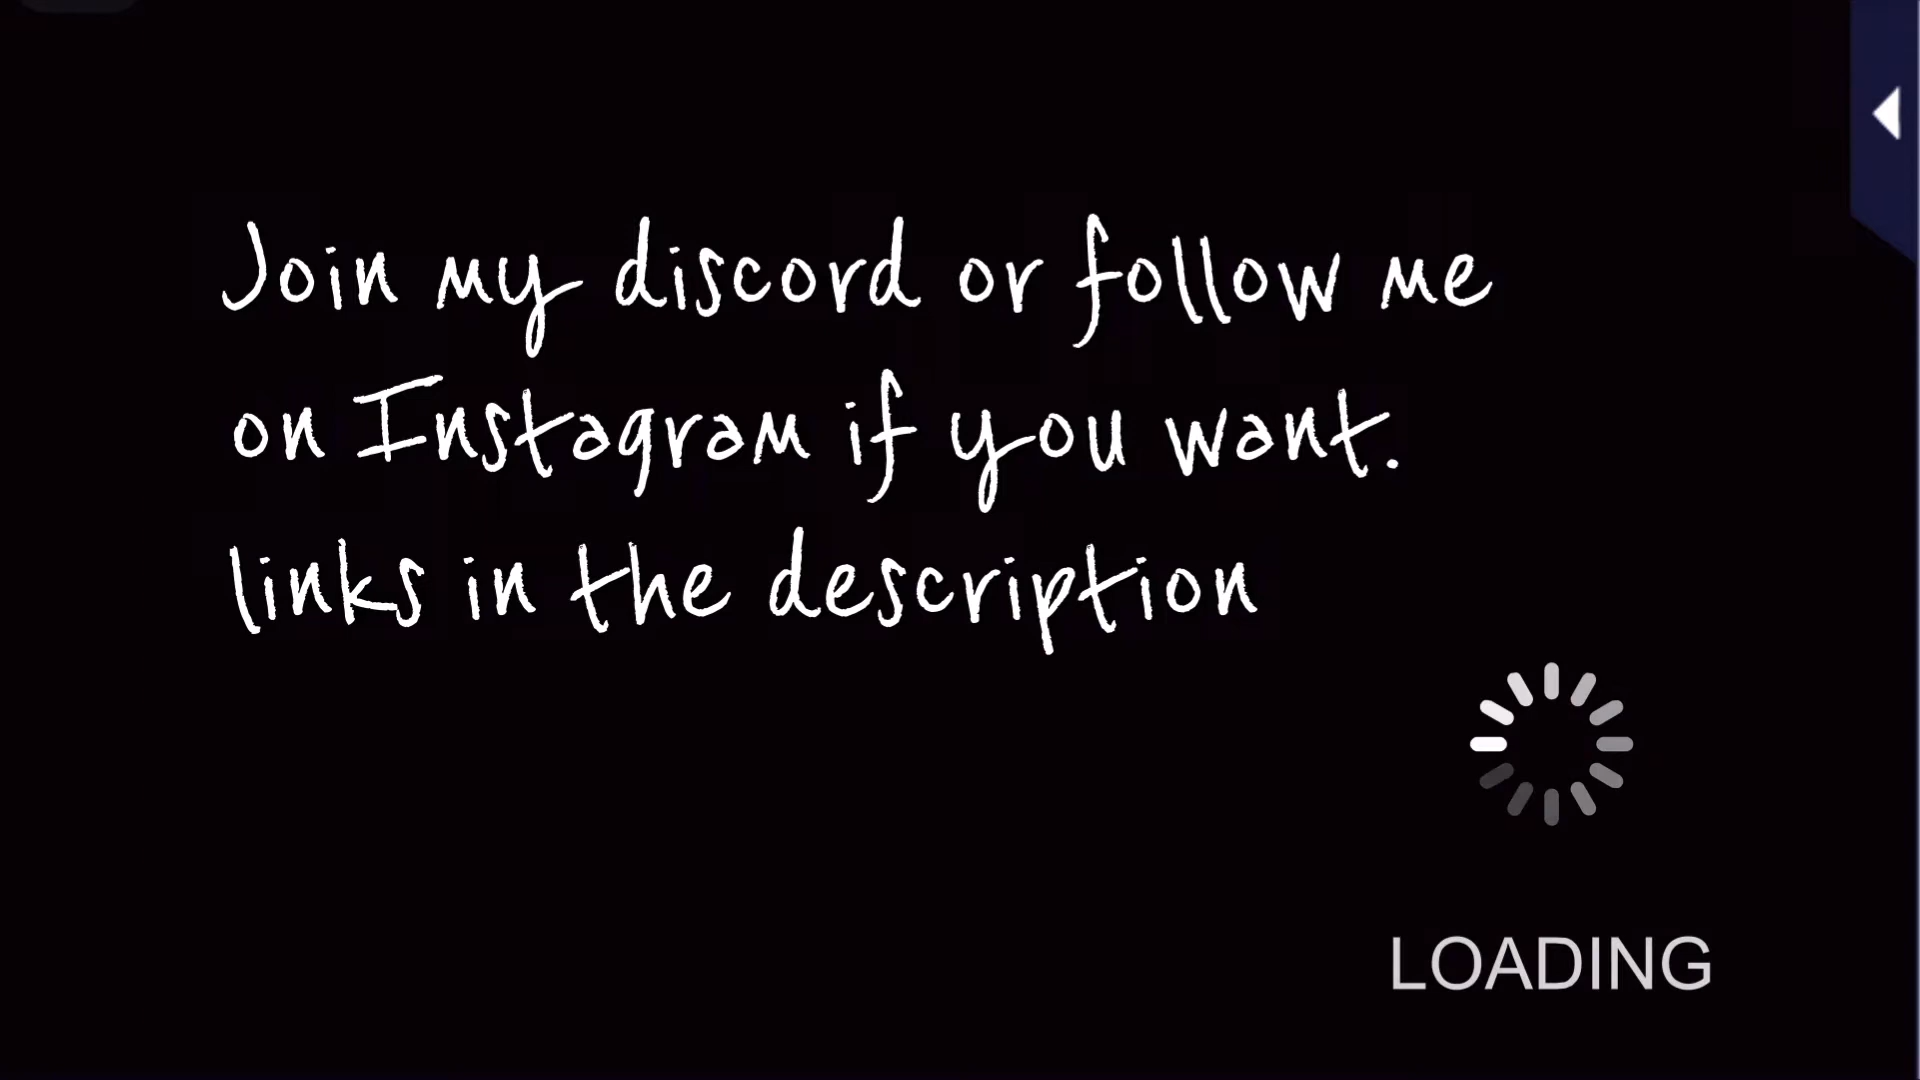 Join my discord or follow me
on Instagram if you want.
links in the description
LOADING